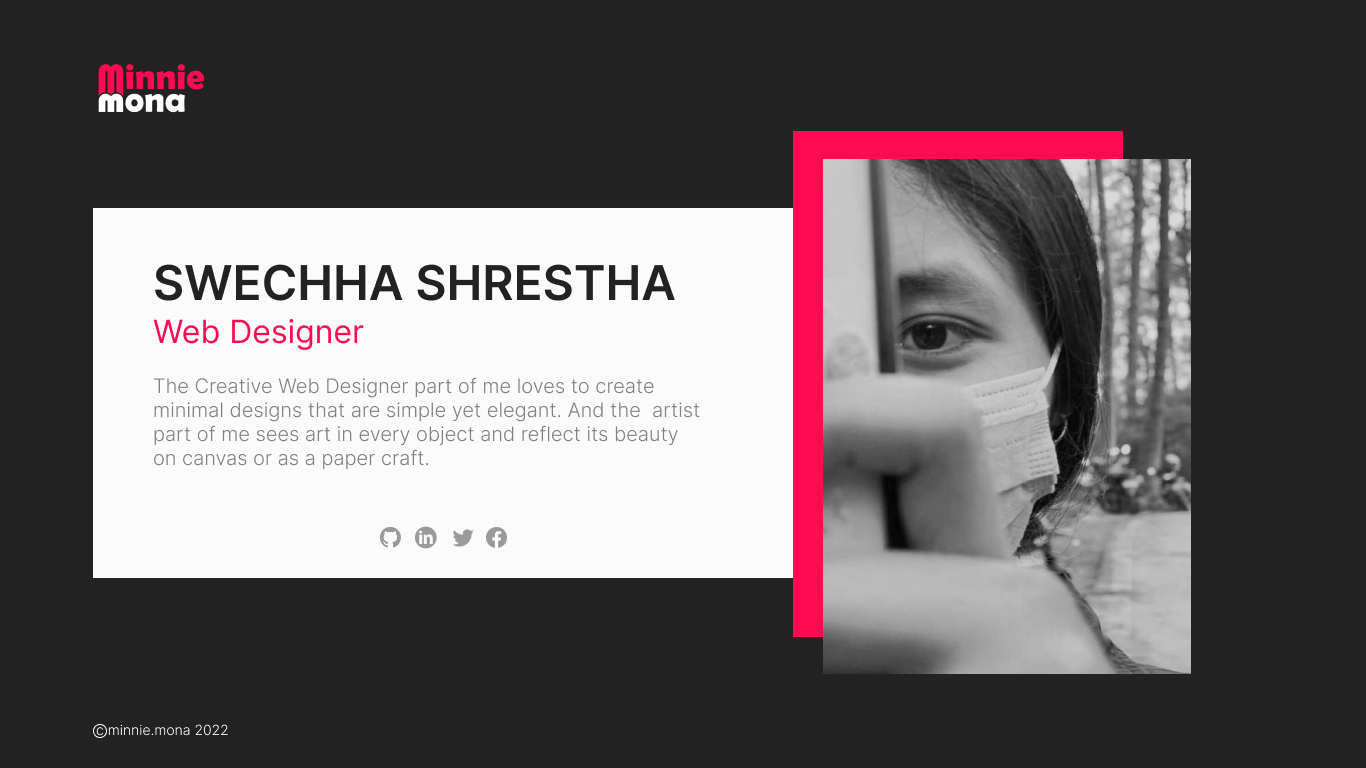 Minnie
mona
SWECHHA SHRESTHA
Web Designer
The Creative Web Designer part of me loves to create
minimal designs that are simple yet elegant. And the  artist
part of me sees art in every object and reflect its beauty
on canvas or as a paper craft.
©minnie.mona 2022